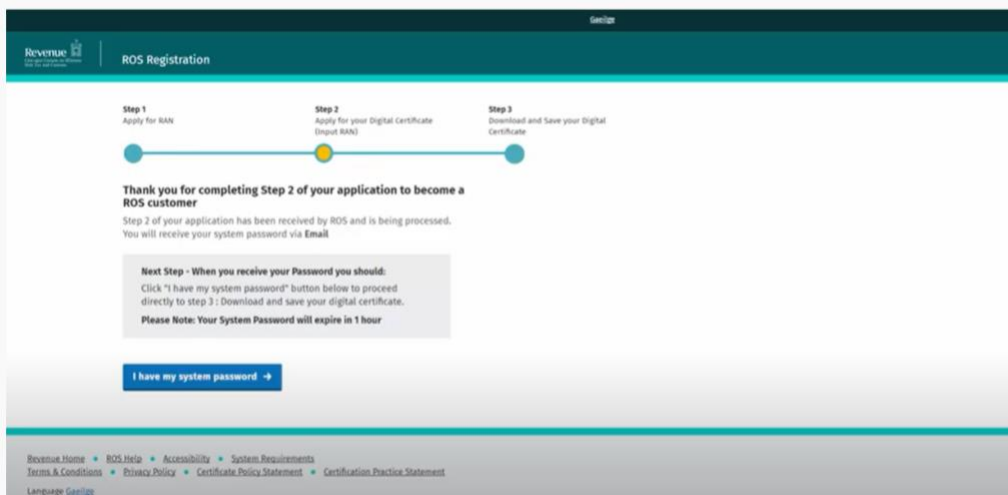 Gaeilge
Revenue
ROS Registration
Step 1
Apply for RAN
Step 2
Apply for your Digital Certificate
(Input RAN)
Step 3
Download and Save your Digital
Certificate
Thank you for completing Step 2 of your application to become a
ROS customer
Step 2 of your application has been received by ROS and is being processed.
You will receive your system password via Email
Next Step - When you receive your Password you should:
Click "I have my system password" button below to proceed
directly to step 3 : Download and save your digital certificate.
Please Note: Your System Password will expire in 1 hour
I have my system password →
Revenue Home • ROS Help • Accessibility • System Requirements
Terms & Conditions • Privacy Policy • Certificate Policy Statement • Certification Practice Statement
Language Gaeilge